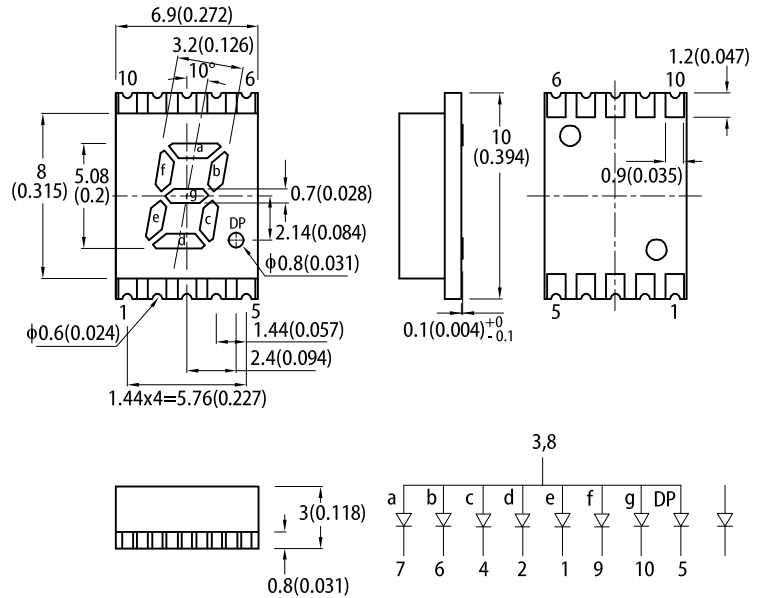 6.9(0.272)
3.2(0.126)
10°
10
6
8
(0.315)
5.08
(0.2)
a
f
b
g
e
c
d
DP
0.7(0.028)
2.14(0.084)
ϕ0.8(0.031)
1
5
ϕ0.6(0.024)
1.44(0.057)
2.4(0.094)
1.44x4=5.76(0.227)
10
(0.394)
0.1(0.004)+0
-0.1
6
10
1.2(0.047)
0.9(0.035)
5
1
3(0.118)
0.8(0.031)
3,8
a b c d e f g DP
7 6 4 2 1 9 10 5